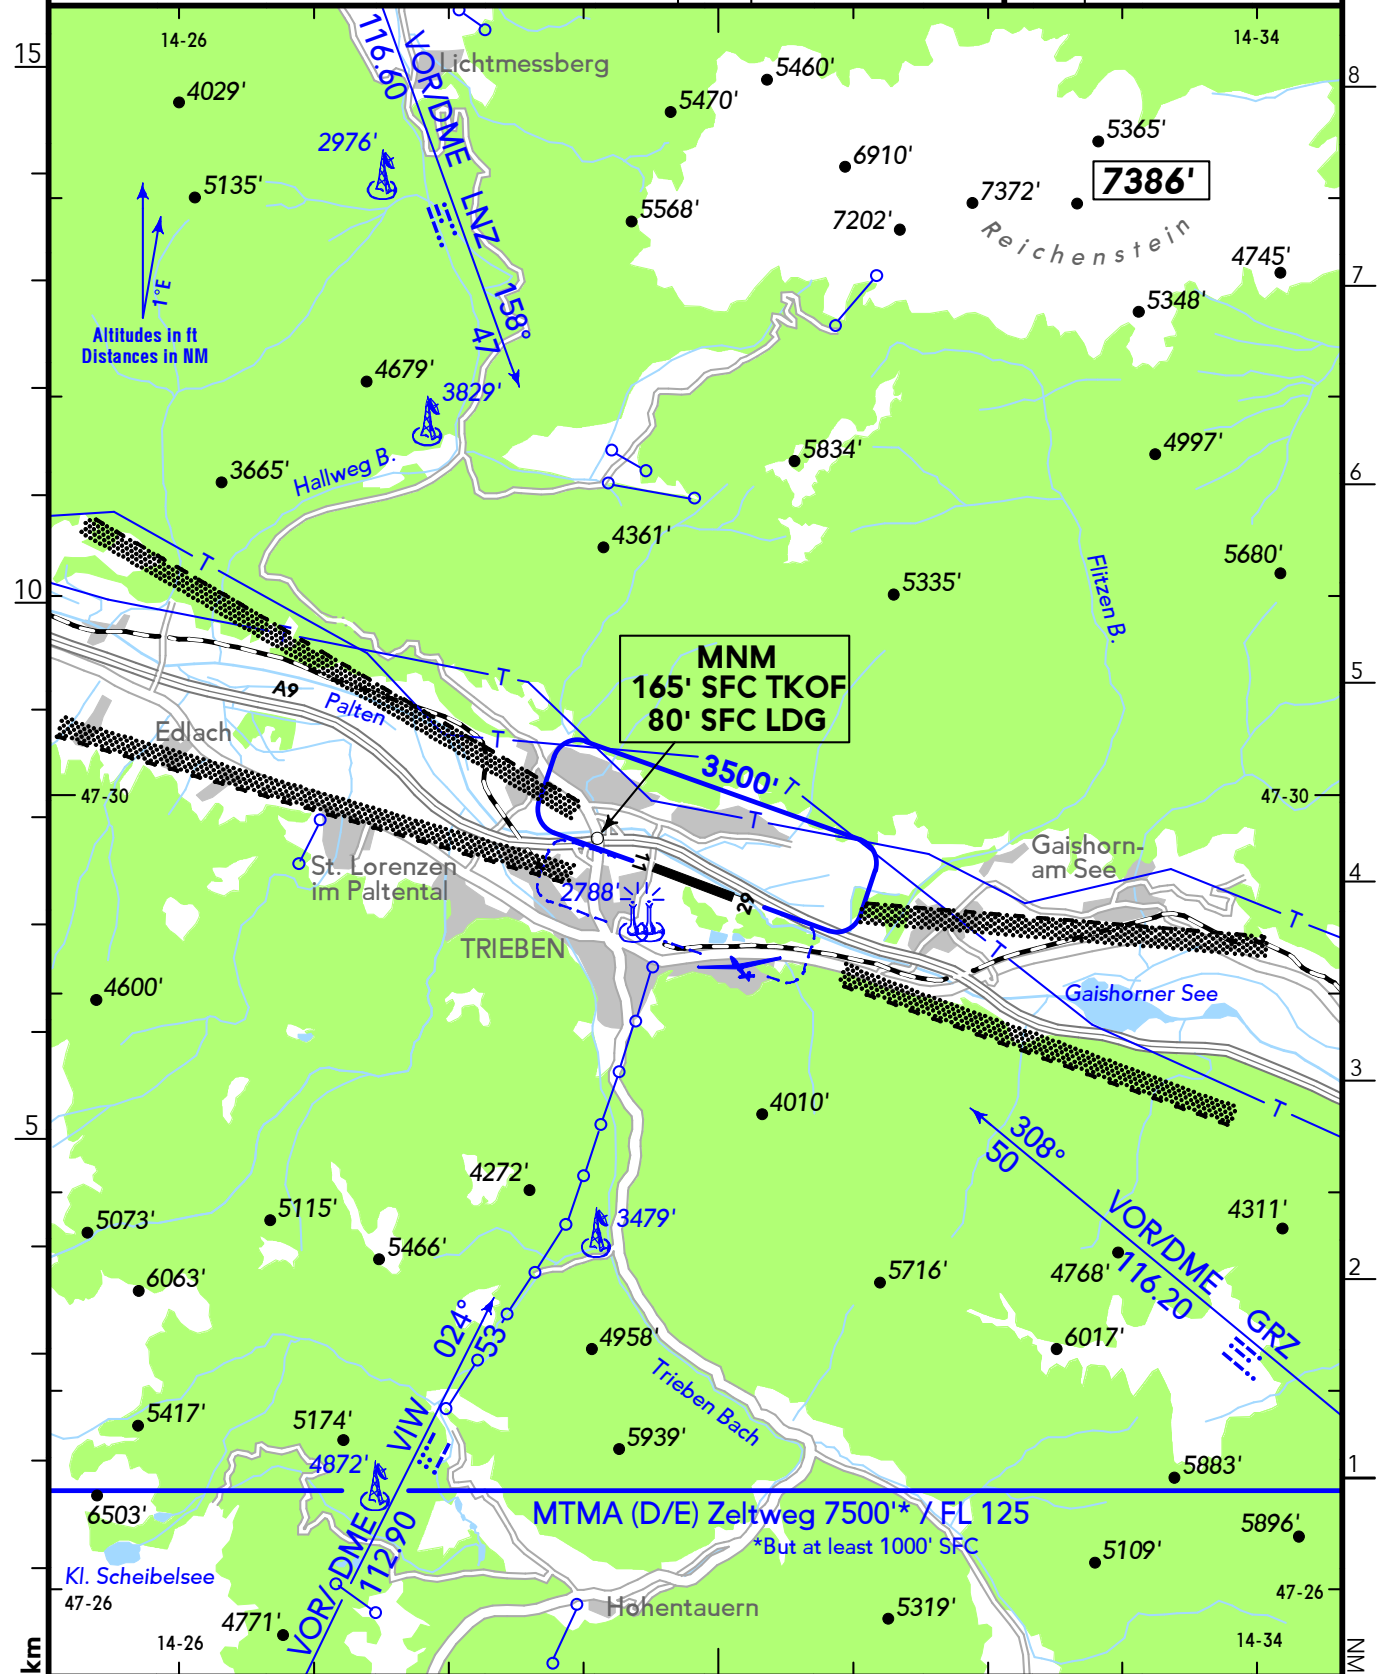 14-26
14-34
15
8
Lichtmessberg
5460'
4029'
116.60
VOR/DME LNZ
5470'
5365'
2976'
6910'
7386'
5135'
5568'
7372'
7202'
Reichenstein
4745'
7
1°E
158°
47
5348'
Altitudes in ft
Distances in NM
4679'
3829'
5834'
4997'
3665'
Hallweg B.
6
4361'
5680'
T
Flitzen B.
5335'
10
T
MNM
165' SFC TKOF
80' SFC LDG
T
5
A9
Palten
Edlach
T
3500'
T
47-30
47-30
T
Gaishorn-
am See
St. Lorenzen
im Paltental
11
4
2788'
29
T
TRIEBEN
T
4600'
Gaishorner See
3
4010'
T
5
308°
50
4272'
4311'
5073'
5115'
3479'
VOR/DME GRZ
116.20
5466'
6063'
5716'
4768'
2
024°
53
4958'
6017'
Trieben Bach
5417'
5174'
5939'
4872'
5883'
1
6503'
MTMA (D/E) Zeltweg 7500'* / FL 125
*But at least 1000' SFC
5896'
VOR/DME VIW
112.90
5109'
Kl. Scheibelsee
47-26
47-26
Hohentauern
4771'
5319'
14-26
14-34
km
NM